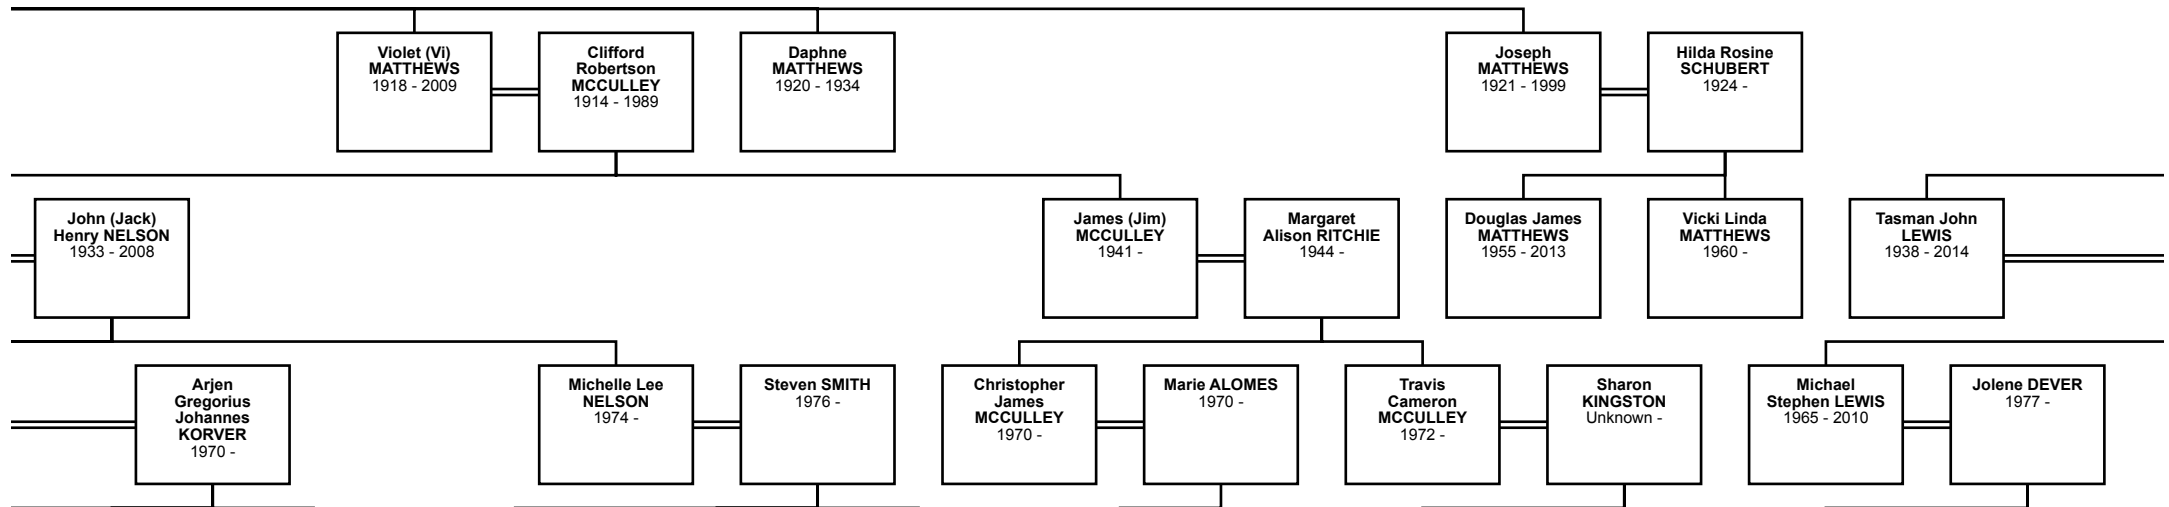 Violet (Vi)
MATTHEWS
1918 - 2009
Clifford
Robertson
MCCULLEY
1914 - 1989
Daphne
MATTHEWS
1920 - 1934
Joseph
MATTHEWS
1921 - 1999
Hilda Rosine
SCHUBERT
1924 -
John (Jack)
Henry NELSON
1933 - 2008
James (Jim)
MCCULLEY
1941 -
Margaret
Alison RITCHIE
1944 -
Douglas James
MATTHEWS
1955 - 2013
Vicki Linda
MATTHEWS
1960 -
Tasman John
LEWIS
1938 - 2014
Arjen
Gregorius
Johannes
KORVER
1970 -
Michelle Lee
NELSON
1974 -
Steven SMITH
1976 -
Christopher
James
MCCULLEY
1970 -
Marie ALOMES
1970 -
Travis
Cameron
MCCULLEY
1972 -
Sharon
KINGSTON
Unknown -
Michael
Stephen LEWIS
1965 - 2010
Jolene DEVER
1977 -